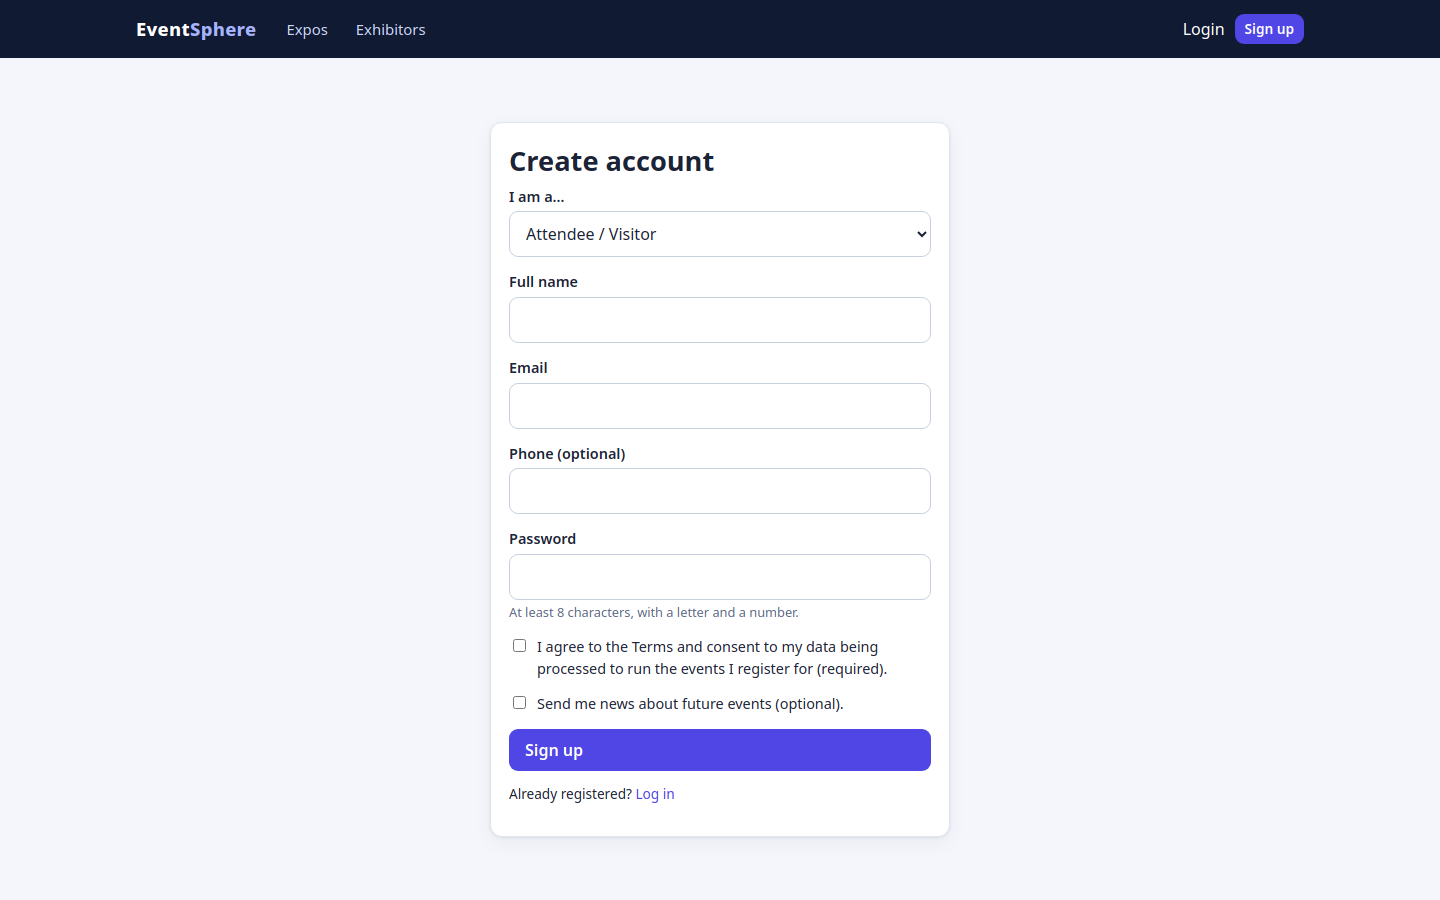 EventSphere Expos Exhibitors Login Sign up
Create account
I am a...
Attendee / Visitor
Full name
Email
Phone (optional)
Password
At least 8 characters, with a letter and a number.
I agree to the Terms and consent to my data being
processed to run the events I register for (required).
Send me news about future events (optional).
Sign up
Already registered? Log in